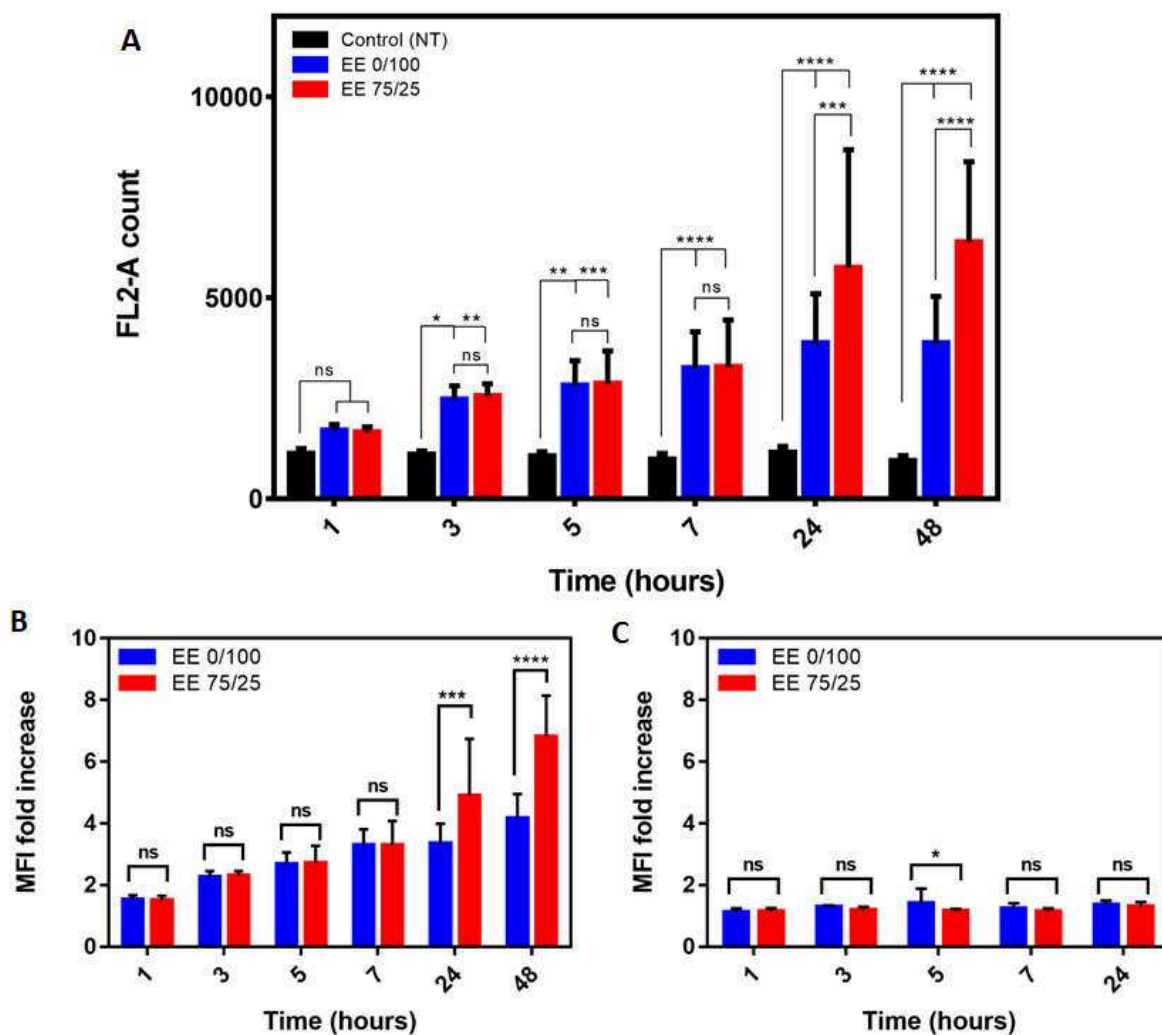 A
Control (NT)
EE 0/100
EE 75/25
FL2-A count
10000
5000
0
ns
* **
ns
** ***
ns
****
ns
****
***
****
****
1 3 5 7 24 48
Time (hours)
B
EE 0/100
EE 75/25
MFI fold increase
10
8
6
4
2
0
ns ns ns ns *** ****
1 3 5 7 24 48
Time (hours)
C
EE 0/100
EE 75/25
MFI fold increase
10
8
6
4
2
0
ns ns * ns ns
1 3 5 7 24
Time (hours)